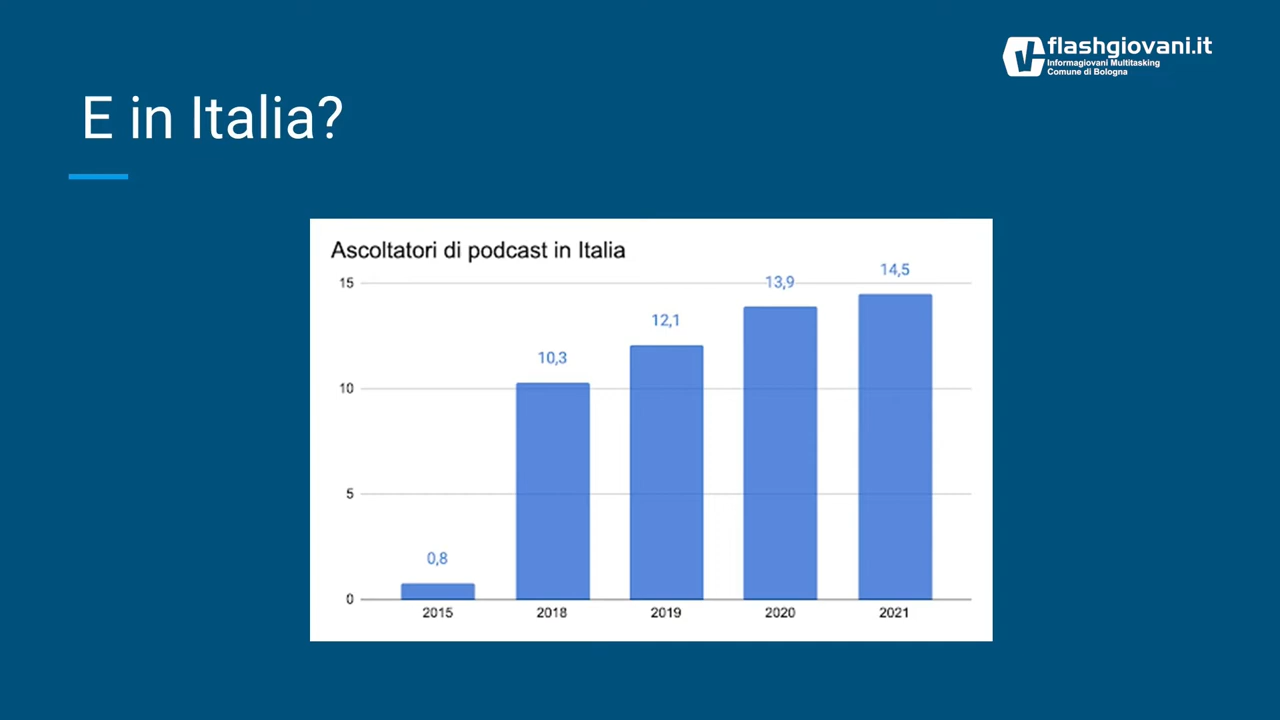 flashgiovani.it
Informagiovani Multitasking
Comune di Bologna
E in Italia?
Ascoltatori di podcast in Italia
15
10
5
0
0,8
10,3
12,1
13,9
14,5
2015
2018
2019
2020
2021